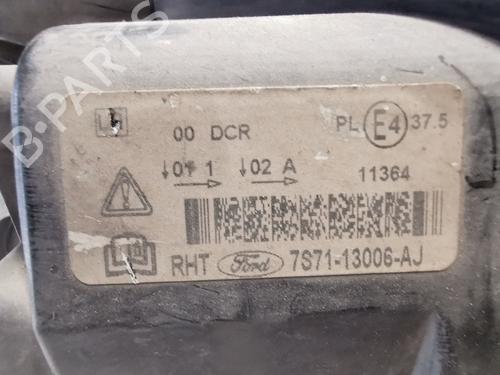 B-PARTS
00 DCR
PL E4 37.5
↓01 1 ↓02 A
11364
RHT Ford 7S71-13006-AJ